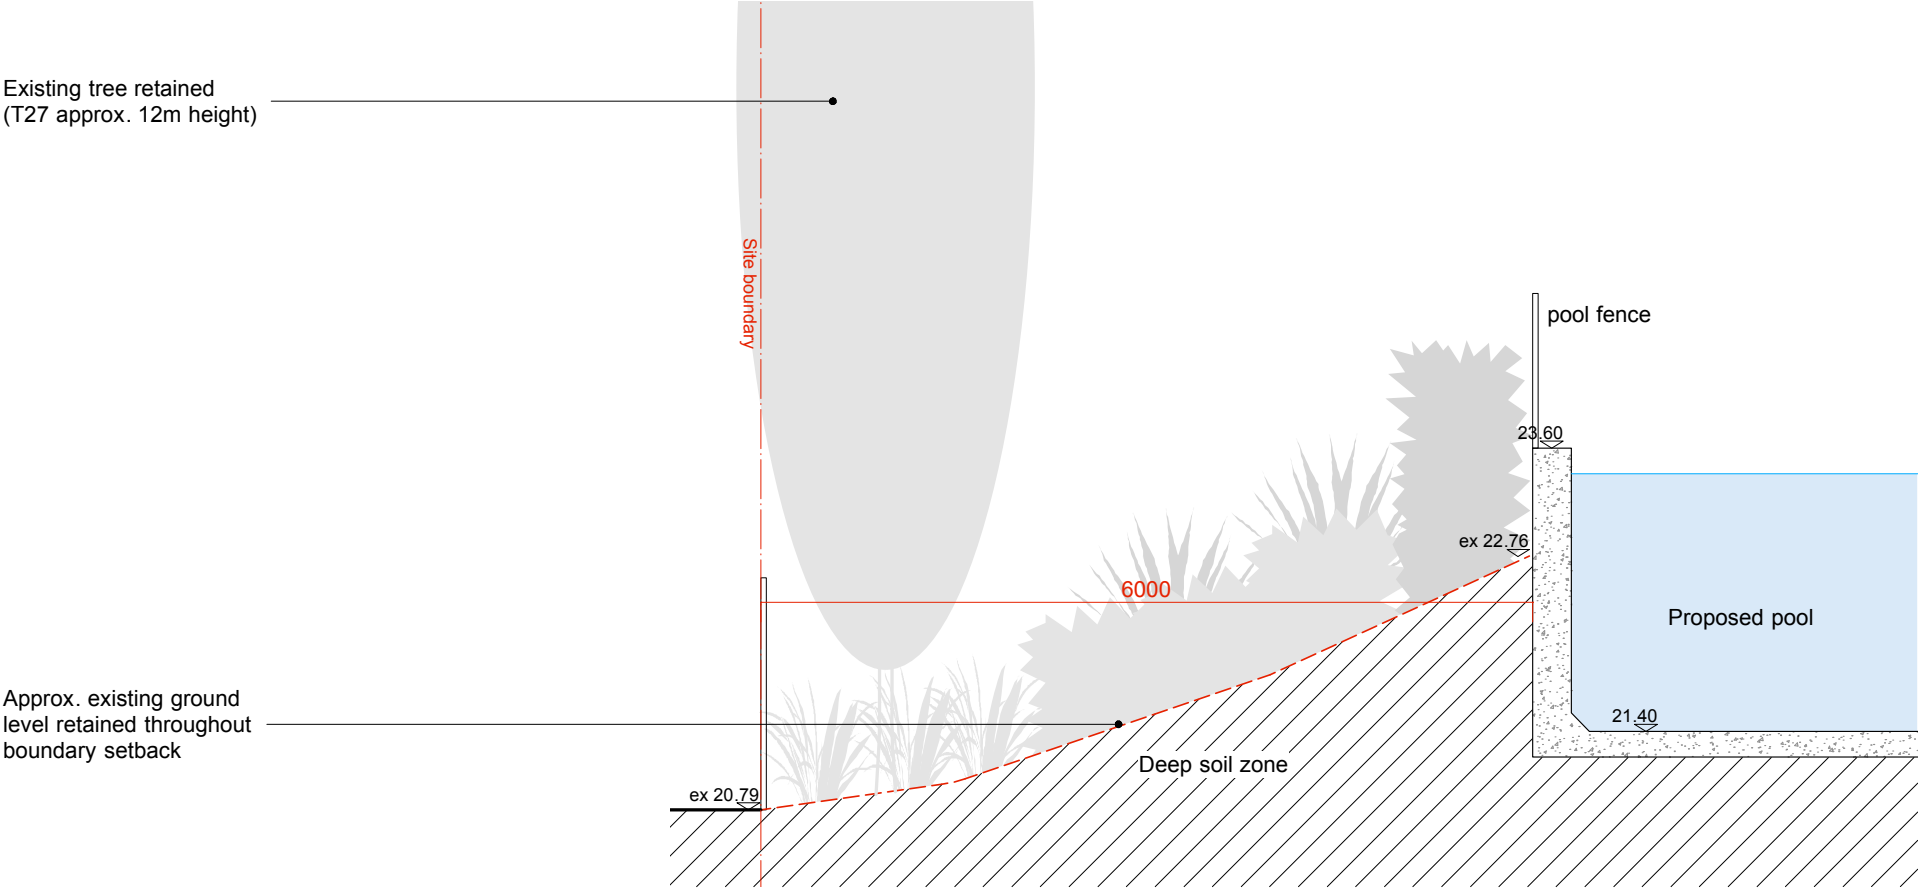 Existing tree retained
(T27 approx. 12m height)
Site boundary
pool fence
23.60
ex 22.76
6000
Proposed pool
Approx. existing ground
level retained throughout
boundary setback
21.40
Deep soil zone
ex 20.79